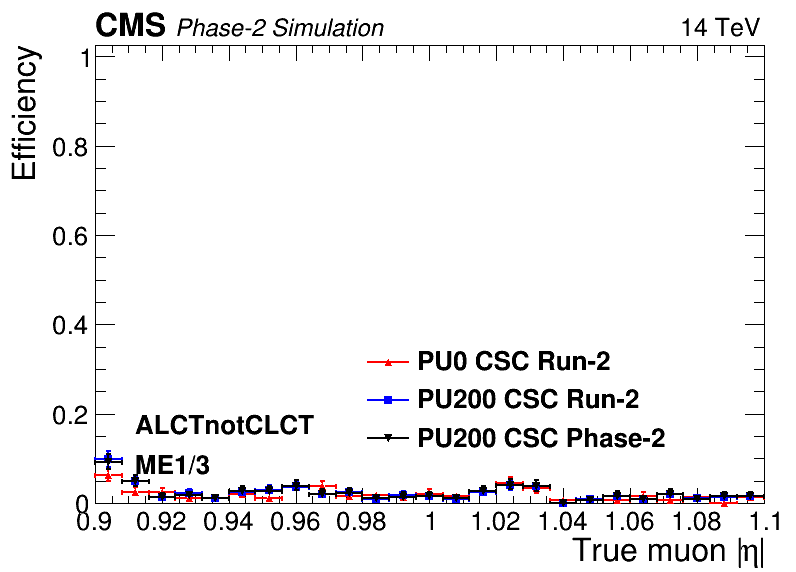 CMS Phase-2 Simulation 14 TeV
Efficiency
1
0.8
0.6
0.4
0.2
0
PU0 CSC Run-2
PU200 CSC Run-2
PU200 CSC Phase-2
ALCTnotCLCT
ME1/3
0.9 0.92 0.94 0.96 0.98 1 1.02 1.04 1.06 1.08 1.1
True muon |η|